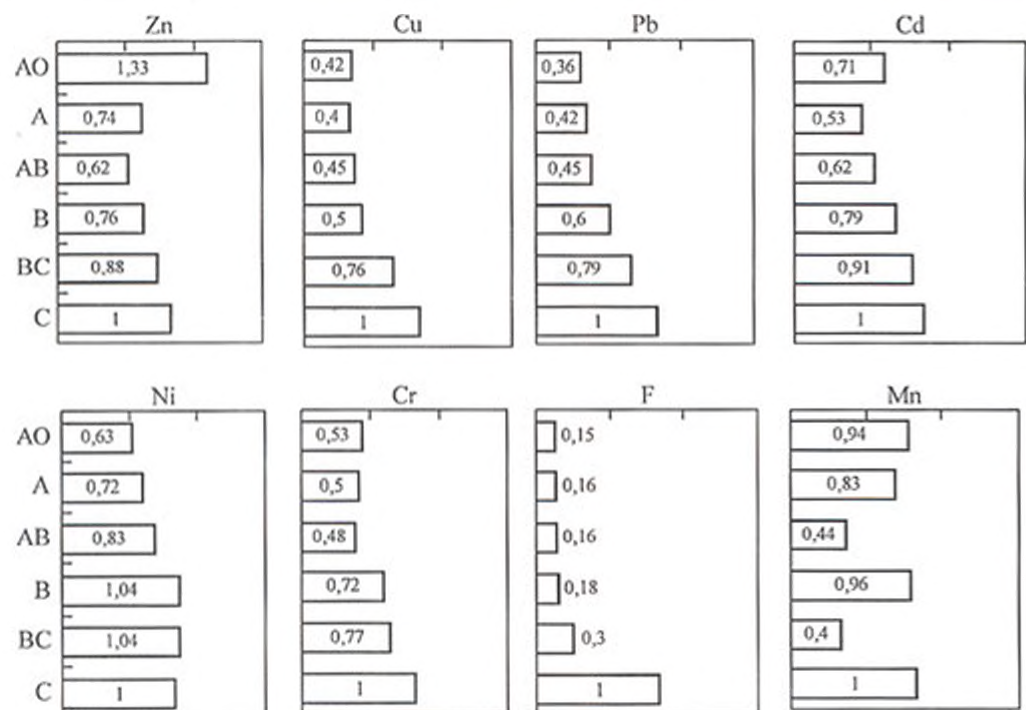 Zn Cu Pb Cd
AO 1,33 0,42 0,36 0,71
A 0,74 0,4 0,42 0,53
AB 0,62 0,45 0,45 0,62
B 0,76 0,5 0,6 0,79
BC 0,88 0,76 0,79 0,91
C 1 1 1 1
Ni Cr F Mn
AO 0,63 0,53 0,15 0,94
A 0,72 0,5 0,16 0,83
AB 0,83 0,48 0,16 0,44
B 1,04 0,72 0,18 0,96
BC 1,04 0,77 0,3 0,4
C 1 1 1 1